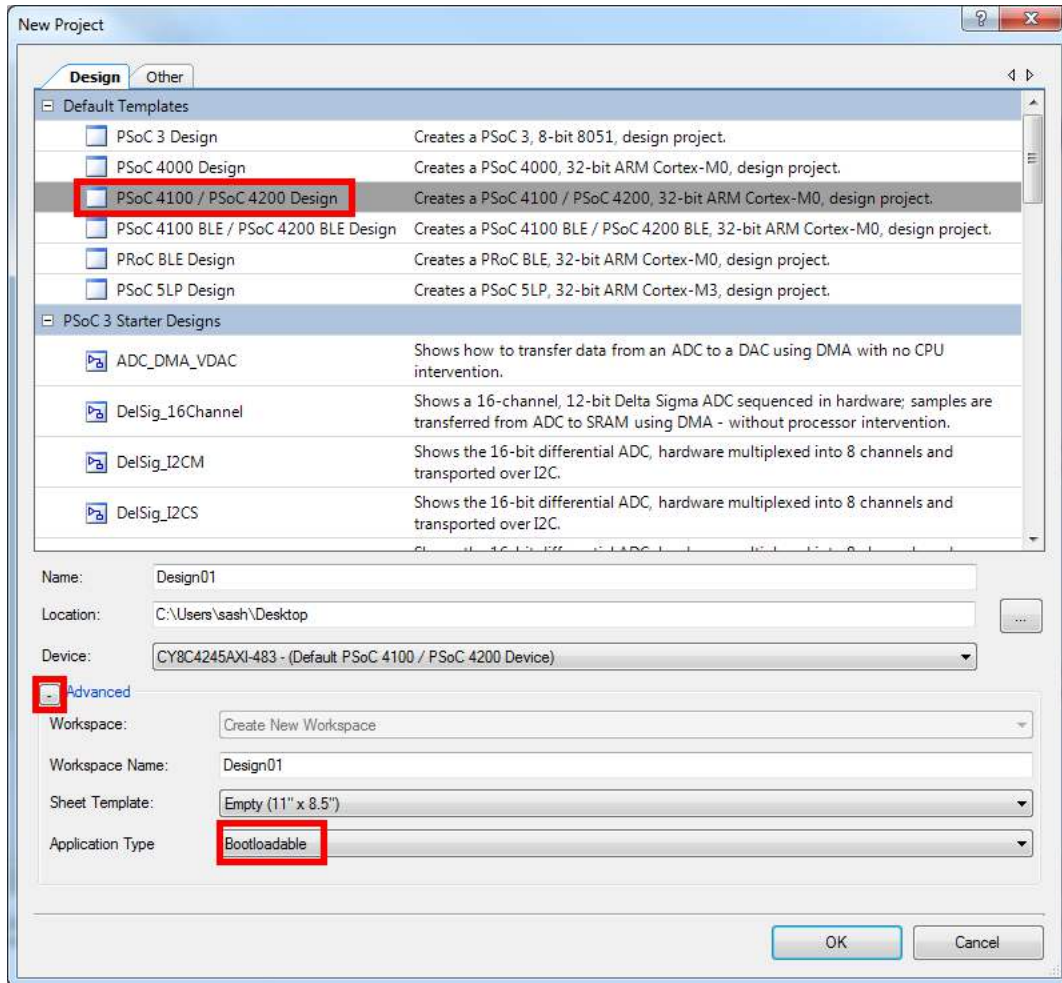 New Project
Design Other
Default Templates
PSoC 3 Design Creates a PSoC 3, 8-bit 8051, design project.
PSoC 4000 Design Creates a PSoC 4000, 32-bit ARM Cortex-M0, design project.
PSoC 4100 / PSoC 4200 Design Creates a PSoC 4100 / PSoC 4200, 32-bit ARM Cortex-M0, design project.
PSoC 4100 BLE / PSoC 4200 BLE Design Creates a PSoC 4100 BLE / PSoC 4200 BLE, 32-bit ARM Cortex-M0, design project.
PRoC BLE Design Creates a PRoC BLE, 32-bit ARM Cortex-M0, design project.
PSoC 5LP Design Creates a PSoC 5LP, 32-bit ARM Cortex-M3, design project.
PSoC 3 Starter Designs
ADC_DMA_VDAC Shows how to transfer data from an ADC to a DAC using DMA with no CPU
intervention.
DelSig_16Channel Shows a 16-channel, 12-bit Delta Sigma ADC sequenced in hardware; samples are
transferred from ADC to SRAM using DMA - without processor intervention.
DelSig_I2CM Shows the 16-bit differential ADC, hardware multiplexed into 8 channels and
transported over I2C.
DelSig_I2CS Shows the 16-bit differential ADC, hardware multiplexed into 8 channels and
transported over I2C.
Name: Design01
Location: C:\Users\sash\Desktop ...
Device: CY8C4245AXI-483 - (Default PSoC 4100 / PSoC 4200 Device)
- Advanced
Workspace: Create New Workspace
Workspace Name: Design01
Sheet Template: Empty (11" x 8.5")
Application Type Bootloadable
OK Cancel